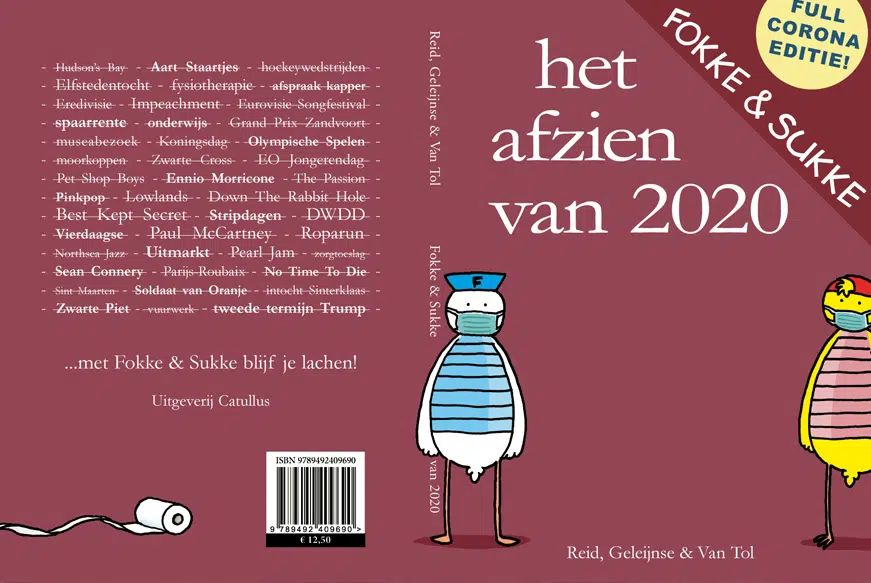 - Hudson's Bay - Aart Staartjes - hockeywedstrijden -
- Elfstedentocht - fysiotherapie - afspraak kapper -
- Eredivisie - Impeachment - Eurovisie Songfestival -
- spaarrente - onderwijs - Grand Prix Zandvoort -
- museabezoek - Koningsdag - Olympische Spelen -
- moorkoppen - Zwarte Cross - EO Jongerendag -
- Pet Shop Boys - Ennio Morricone - The Passion -
- Pinkpop - Lowlands - Down The Rabbit Hole -
- Best Kept Secret - Stripdagen - DWDD -
- Vierdaagse - Paul McCartney - Roparun -
- Northsea Jazz - Uitmarkt - Pearl Jam - zorgtoeslag -
- Sean Connery - Parijs-Roubaix - No Time To Die -
- Sint Maarten - Soldaat van Oranje - intocht Sinterklaas -
- Zwarte Piet - vuurwerk - tweede termijn Trump -
...met Fokke & Sukke blijf je lachen!
Uitgeverij Catullus
ISBN 9789492409690
9 789492 409690 >
€ 12,50
Reid, Geleijnse & Van Tol
Fokke & Sukke
van 2020
het
afzien
van 2020
FOKKE & SUKKE
FULL
CORONA
EDITIE!
F
Reid, Geleijnse & Van Tol